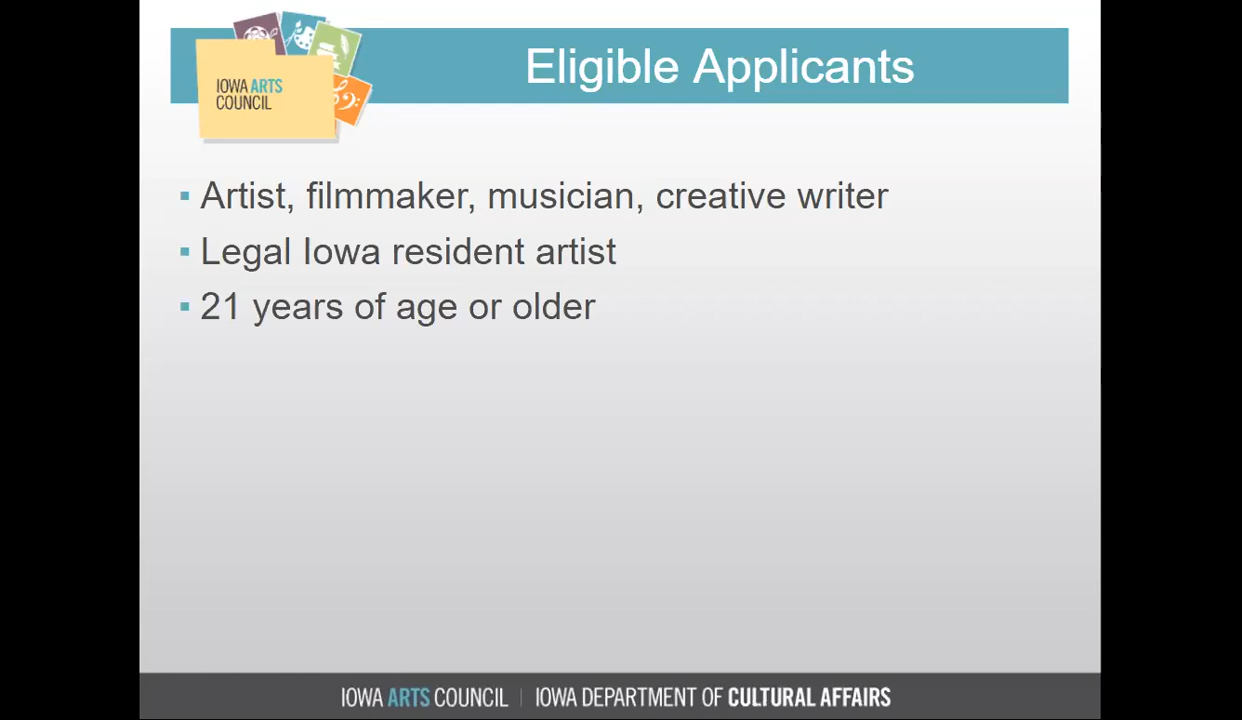 Eligible Applicants
IOWA ARTS
COUNCIL
▪ Artist, filmmaker, musician, creative writer
▪ Legal Iowa resident artist
▪ 21 years of age or older
IOWA ARTS COUNCIL | IOWA DEPARTMENT OF CULTURAL AFFAIRS